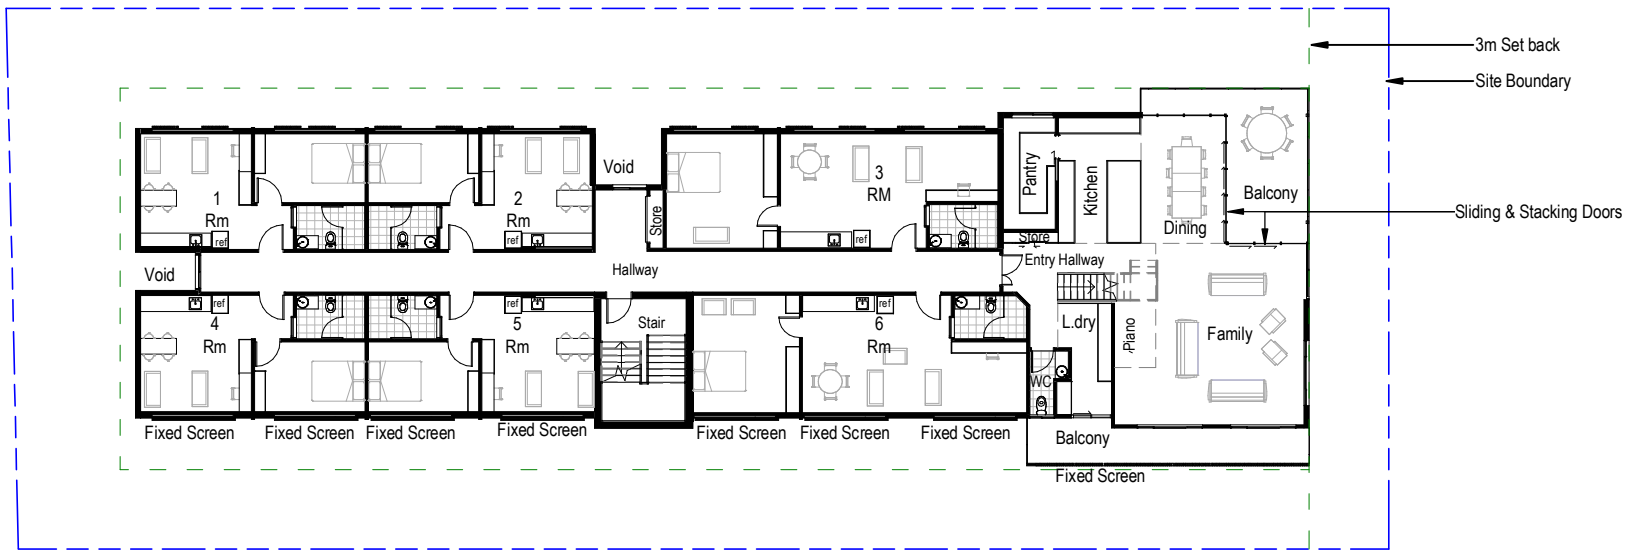 3m Set back
Site Boundary
Void
Pantry
1
Kitchen
Balcony
Sliding & Stacking Doors
Dining
1
Rm
ref
2
Rm
ref
Store
3
RM
ref
Store
Entry Hallway
Void
Hallway
ref
4
Rm
ref
5
Rm
Stair
ref
6
Rm
L.dry
Piano
Family
WC
Fixed Screen
Fixed Screen
Fixed Screen
Fixed Screen
Fixed Screen
Fixed Screen
Fixed Screen
Balcony
Fixed Screen